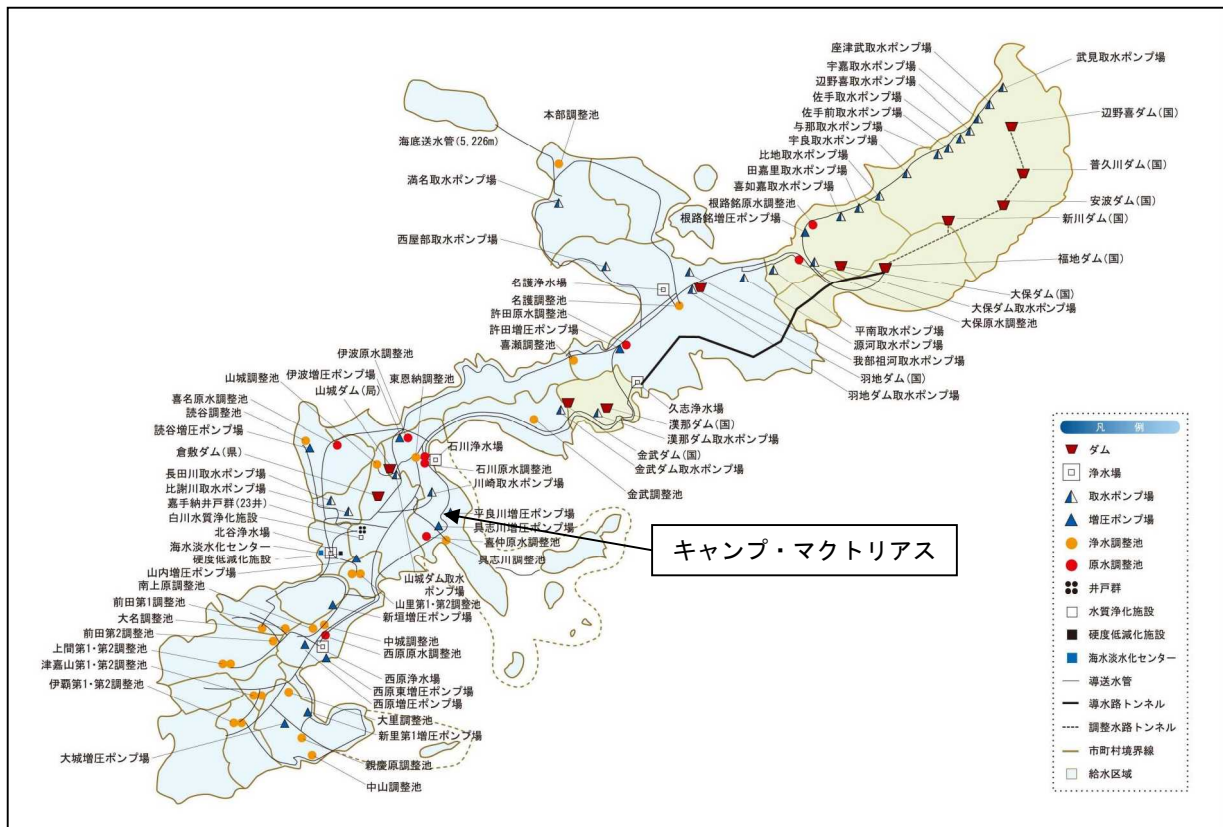 座津武取水ポンプ場
宇嘉取水ポンプ場
辺野喜取水ポンプ場
佐手取水ポンプ場
佐手前取水ポンプ場
与那取水ポンプ場
宇良取水ポンプ場
比地取水ポンプ場
田嘉里取水ポンプ場
喜如嘉取水ポンプ場
根路銘原水調整池
根路銘増圧ポンプ場
武見取水ポンプ場
辺野喜ダム(国)
普久川ダム(国)
安波ダム(国)
新川ダム(国)
福地ダム(国)
大保ダム(国)
大保ダム取水ポンプ場
大保原水調整池
本部調整池
海底送水管(5,226m)
満名取水ポンプ場
西屋部取水ポンプ場
名護浄水場
名護調整池
許田原水調整池
許田増圧ポンプ場
喜瀬調整池
平南取水ポンプ場
源河取水ポンプ場
我部祖河取水ポンプ場
羽地ダム(国)
羽地ダム取水ポンプ場
久志浄水場
漢那ダム(国)
漢那ダム取水ポンプ場
金武ダム(国)
金武ダム取水ポンプ場
金武調整池
伊波原水調整池
伊波増圧ポンプ場
東恩納調整池
山城調整池
山城ダム(局)
喜名原水調整池
読谷調整池
読谷増圧ポンプ場
倉敷ダム(県)
長田川取水ポンプ場
比謝川取水ポンプ場
嘉手納井戸群(23井)
白川水質浄化施設
北谷浄水場
海水淡水化センター
硬度低減化施設
山内増圧ポンプ場
南上原調整池
前田第1調整池
大名調整池
前田第2調整池
上間第1・第2調整池
津嘉山第1・第2調整池
伊覇第1・第2調整池
大城増圧ポンプ場
石川浄水場
石川原水調整池
川崎取水ポンプ場
平良川増圧ポンプ場
具志川増圧ポンプ場
喜仲原水調整池
具志川調整池
山城ダム取水
ポンプ場
山里第1・第2調整池
新垣増圧ポンプ場
中城調整池
西原原水調整池
西原浄水場
西原東増圧ポンプ場
西原増圧ポンプ場
大里調整池
新里第1増圧ポンプ場
親慶原調整池
中山調整池
キャンプ・マクトリアス
凡 例
ダム
浄水場
取水ポンプ場
増圧ポンプ場
浄水調整池
原水調整池
井戸群
水質浄化施設
硬度低減化施設
海水淡水化センター
導送水管
導水路トンネル
調整水路トンネル
市町村境界線
給水区域